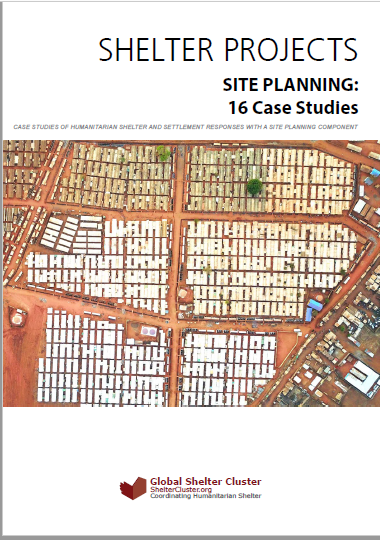 SHELTER PROJECTS
SITE PLANNING:
16 Case Studies
CASE STUDIES OF HUMANITARIAN SHELTER AND SETTLEMENT RESPONSES WITH A SITE PLANNING COMPONENT
Global Shelter Cluster
ShelterCluster.org
Coordinating Humanitarian Shelter